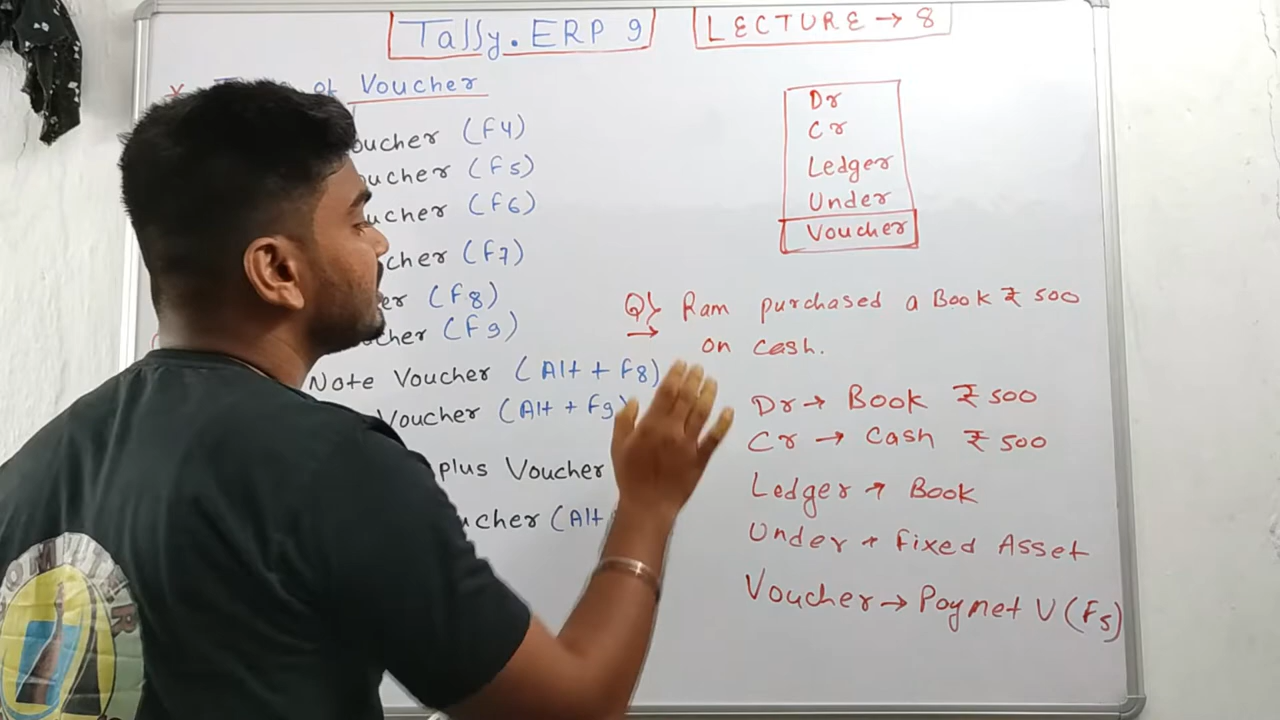 Tally.ERP 9
LECTURE → 8
of Voucher
oucher (F4)
oucher (F5)
ucher (F6)
cher (F7)
er (F8)
cher (F9)
Note Voucher (Alt + F8)
Voucher (Alt + F9)
plus Voucher
ucher (Alt
Dr
Cr
Ledger
Under
Voucher
Q} Ram purchased a Book ₹ 500
on cash.
Dr → Book ₹ 500
Cr → Cash ₹ 500
Ledger → Book
Under → Fixed Asset
Voucher → Paymet V (F5)